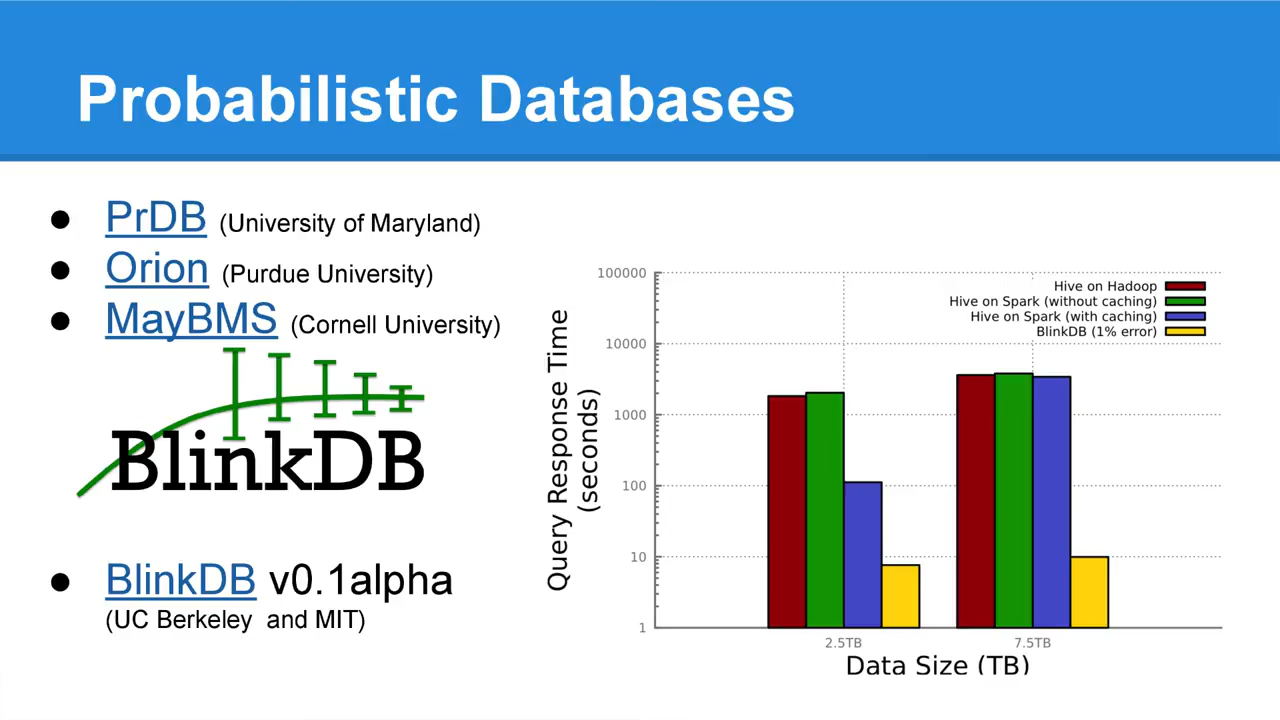 Probabilistic Databases
● PrDB (University of Maryland)
● Orion (Purdue University)
● MayBMS (Cornell University)
BlinkDB
● BlinkDB v0.1alpha
(UC Berkeley and MIT)
Query Response Time
(seconds)
100000
10000
1000
100
10
1
Hive on Hadoop
Hive on Spark (without caching)
Hive on Spark (with caching)
BlinkDB (1% error)
2.5TB 7.5TB
Data Size (TB)